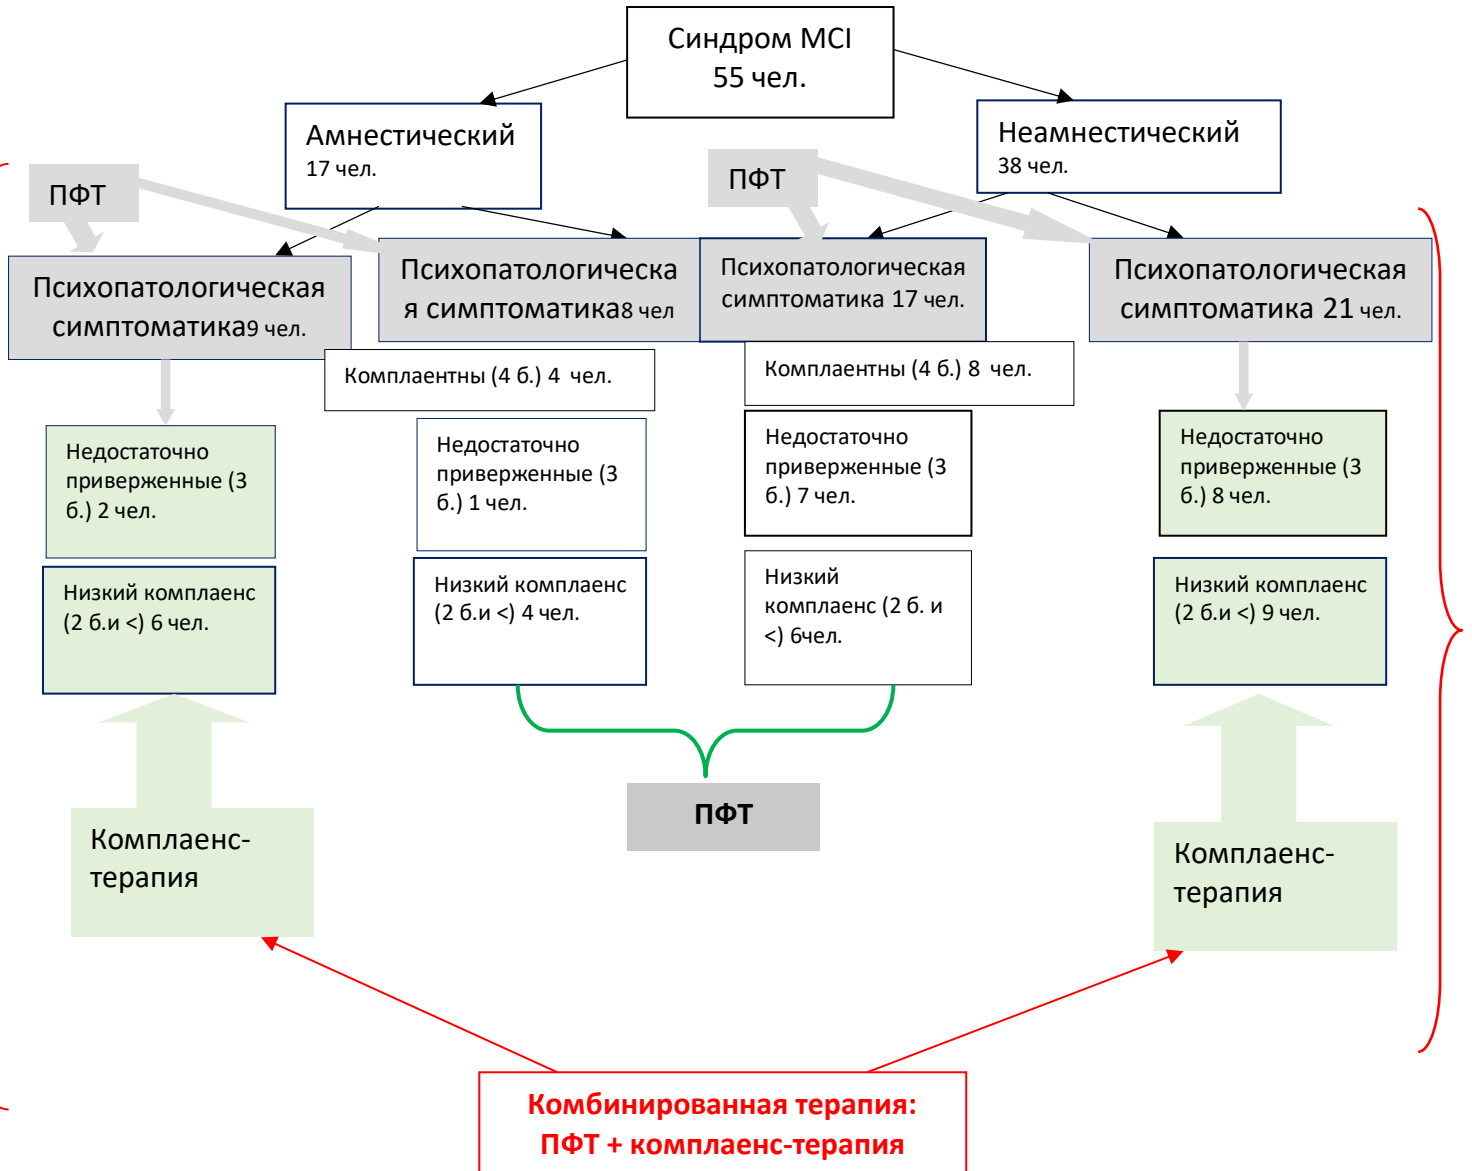 Синдром MCI
55 чел.
Амнестический
17 чел.
Неамнестический
38 чел.
ПФТ
ПФТ
Психопатологическая
симптоматика9 чел.
Психопатологическа
я симптоматика8 чел
Психопатологическая
симптоматика 17 чел.
Психопатологическая
симптоматика 21 чел.
Комплаентны (4 б.) 4 чел.
Комплаентны (4 б.) 8 чел.
Недостаточно
приверженные (3
б.) 2 чел.
Недостаточно
приверженные (3
б.) 1 чел.
Недостаточно
приверженные (3
б.) 7 чел.
Недостаточно
приверженные (3
б.) 8 чел.
Низкий комплаенс
(2 б.и <) 6 чел.
Низкий комплаенс
(2 б.и <) 4 чел.
Низкий
комплаенс (2 б. и
<) 6чел.
Низкий комплаенс
(2 б.и <) 9 чел.
ПФТ
Комплаенс-
терапия
Комплаенс-
терапия
Комбинированная терапия:
ПФТ + комплаенс-терапия